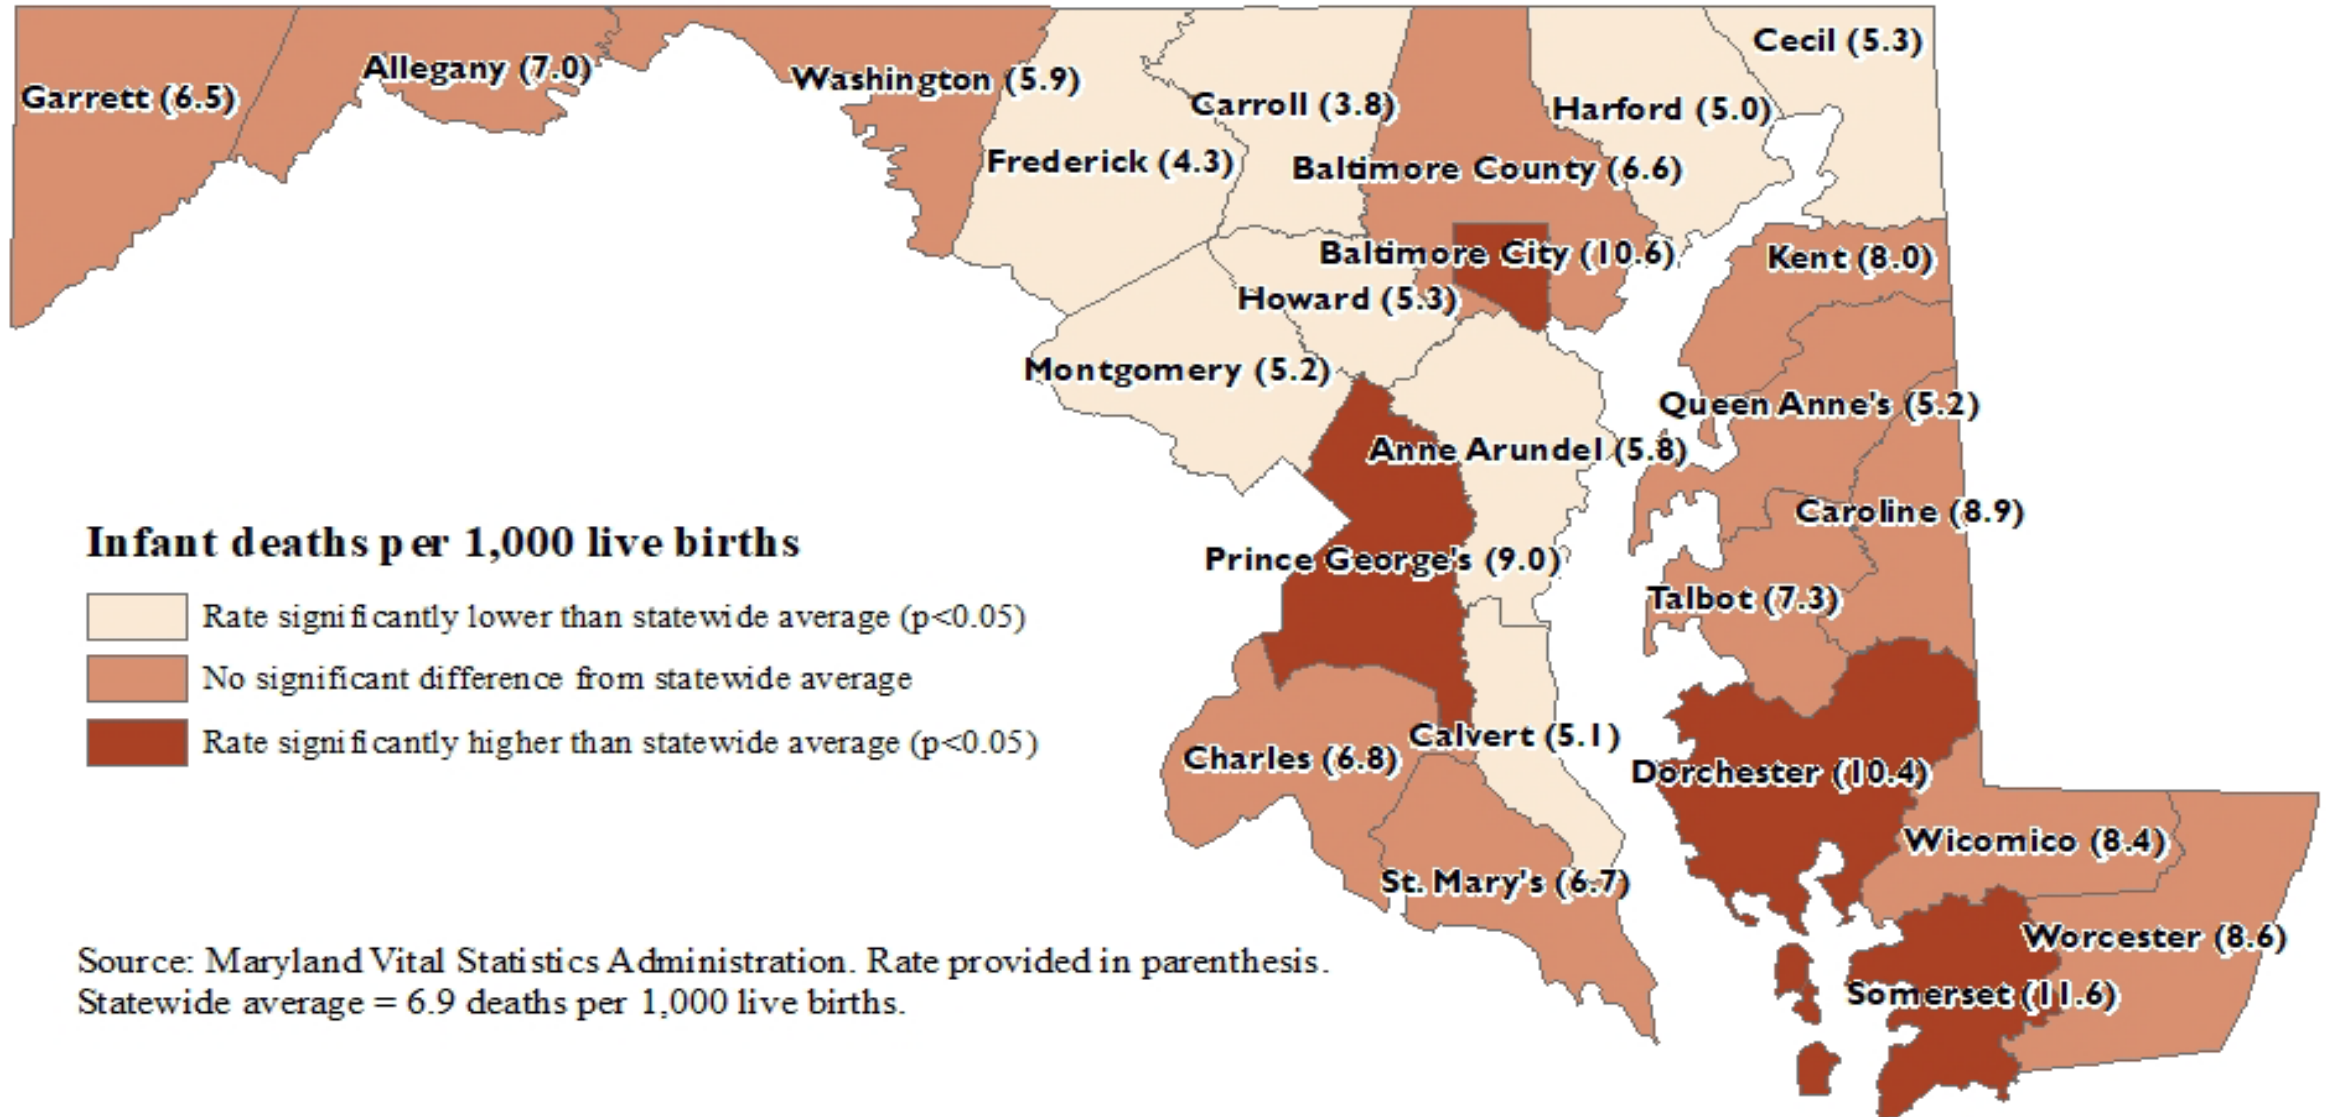 Cecil (5.3)
Allegany (7.0)
Washington (5.9)
Garrett (6.5)
Carroll (3.8)
Harford (5.0)
Frederick (4.3)
Baltimore County (6.6)
Baltimore City (10.6)
Kent (8.0)
Howard (5.3)
Montgomery (5.2)
Queen Anne's (5.2)
Anne Arundel (5.8)
Caroline (8.9)
Prince George's (9.0)
Talbot (7.3)
Calvert (5.1)
Charles (6.8)
Dorchester (10.4)
Wicomico (8.4)
St. Mary's (6.7)
Worcester (8.6)
Somerset (11.6)
Infant deaths per 1,000 live births
Rate significantly lower than statewide average (p<0.05)
No significant difference from statewide average
Rate significantly higher than statewide average (p<0.05)
Source: Maryland Vital Statistics Administration. Rate provided in parenthesis.
Statewide average = 6.9 deaths per 1,000 live births.